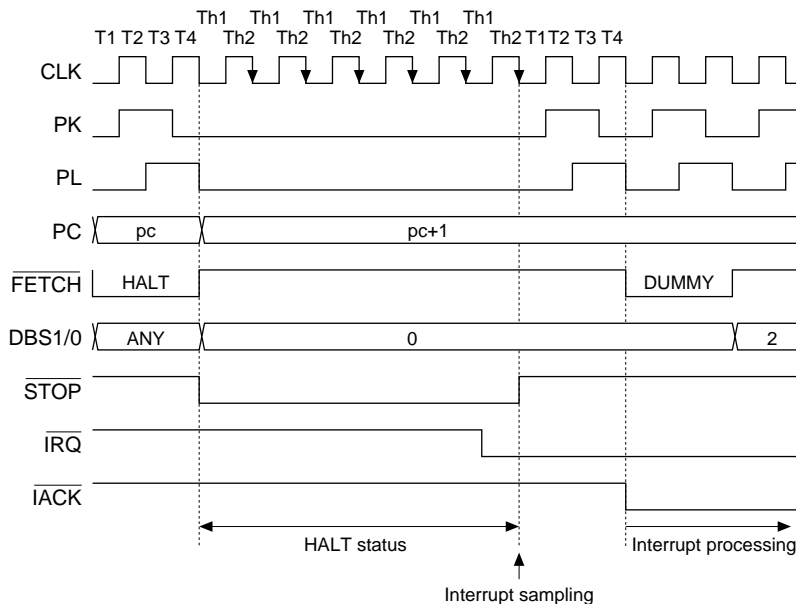 Th1 Th1 Th1 Th1 Th1 Th1
T1 T2 T3 T4 Th2 Th2 Th2 Th2 Th2 Th2 T1 T2 T3 T4
CLK
PK
PL
PC pc pc+1
FETCH HALT DUMMY
DBS1/0 ANY 0 2
STOP
IRQ
IACK
HALT status Interrupt processing
Interrupt sampling